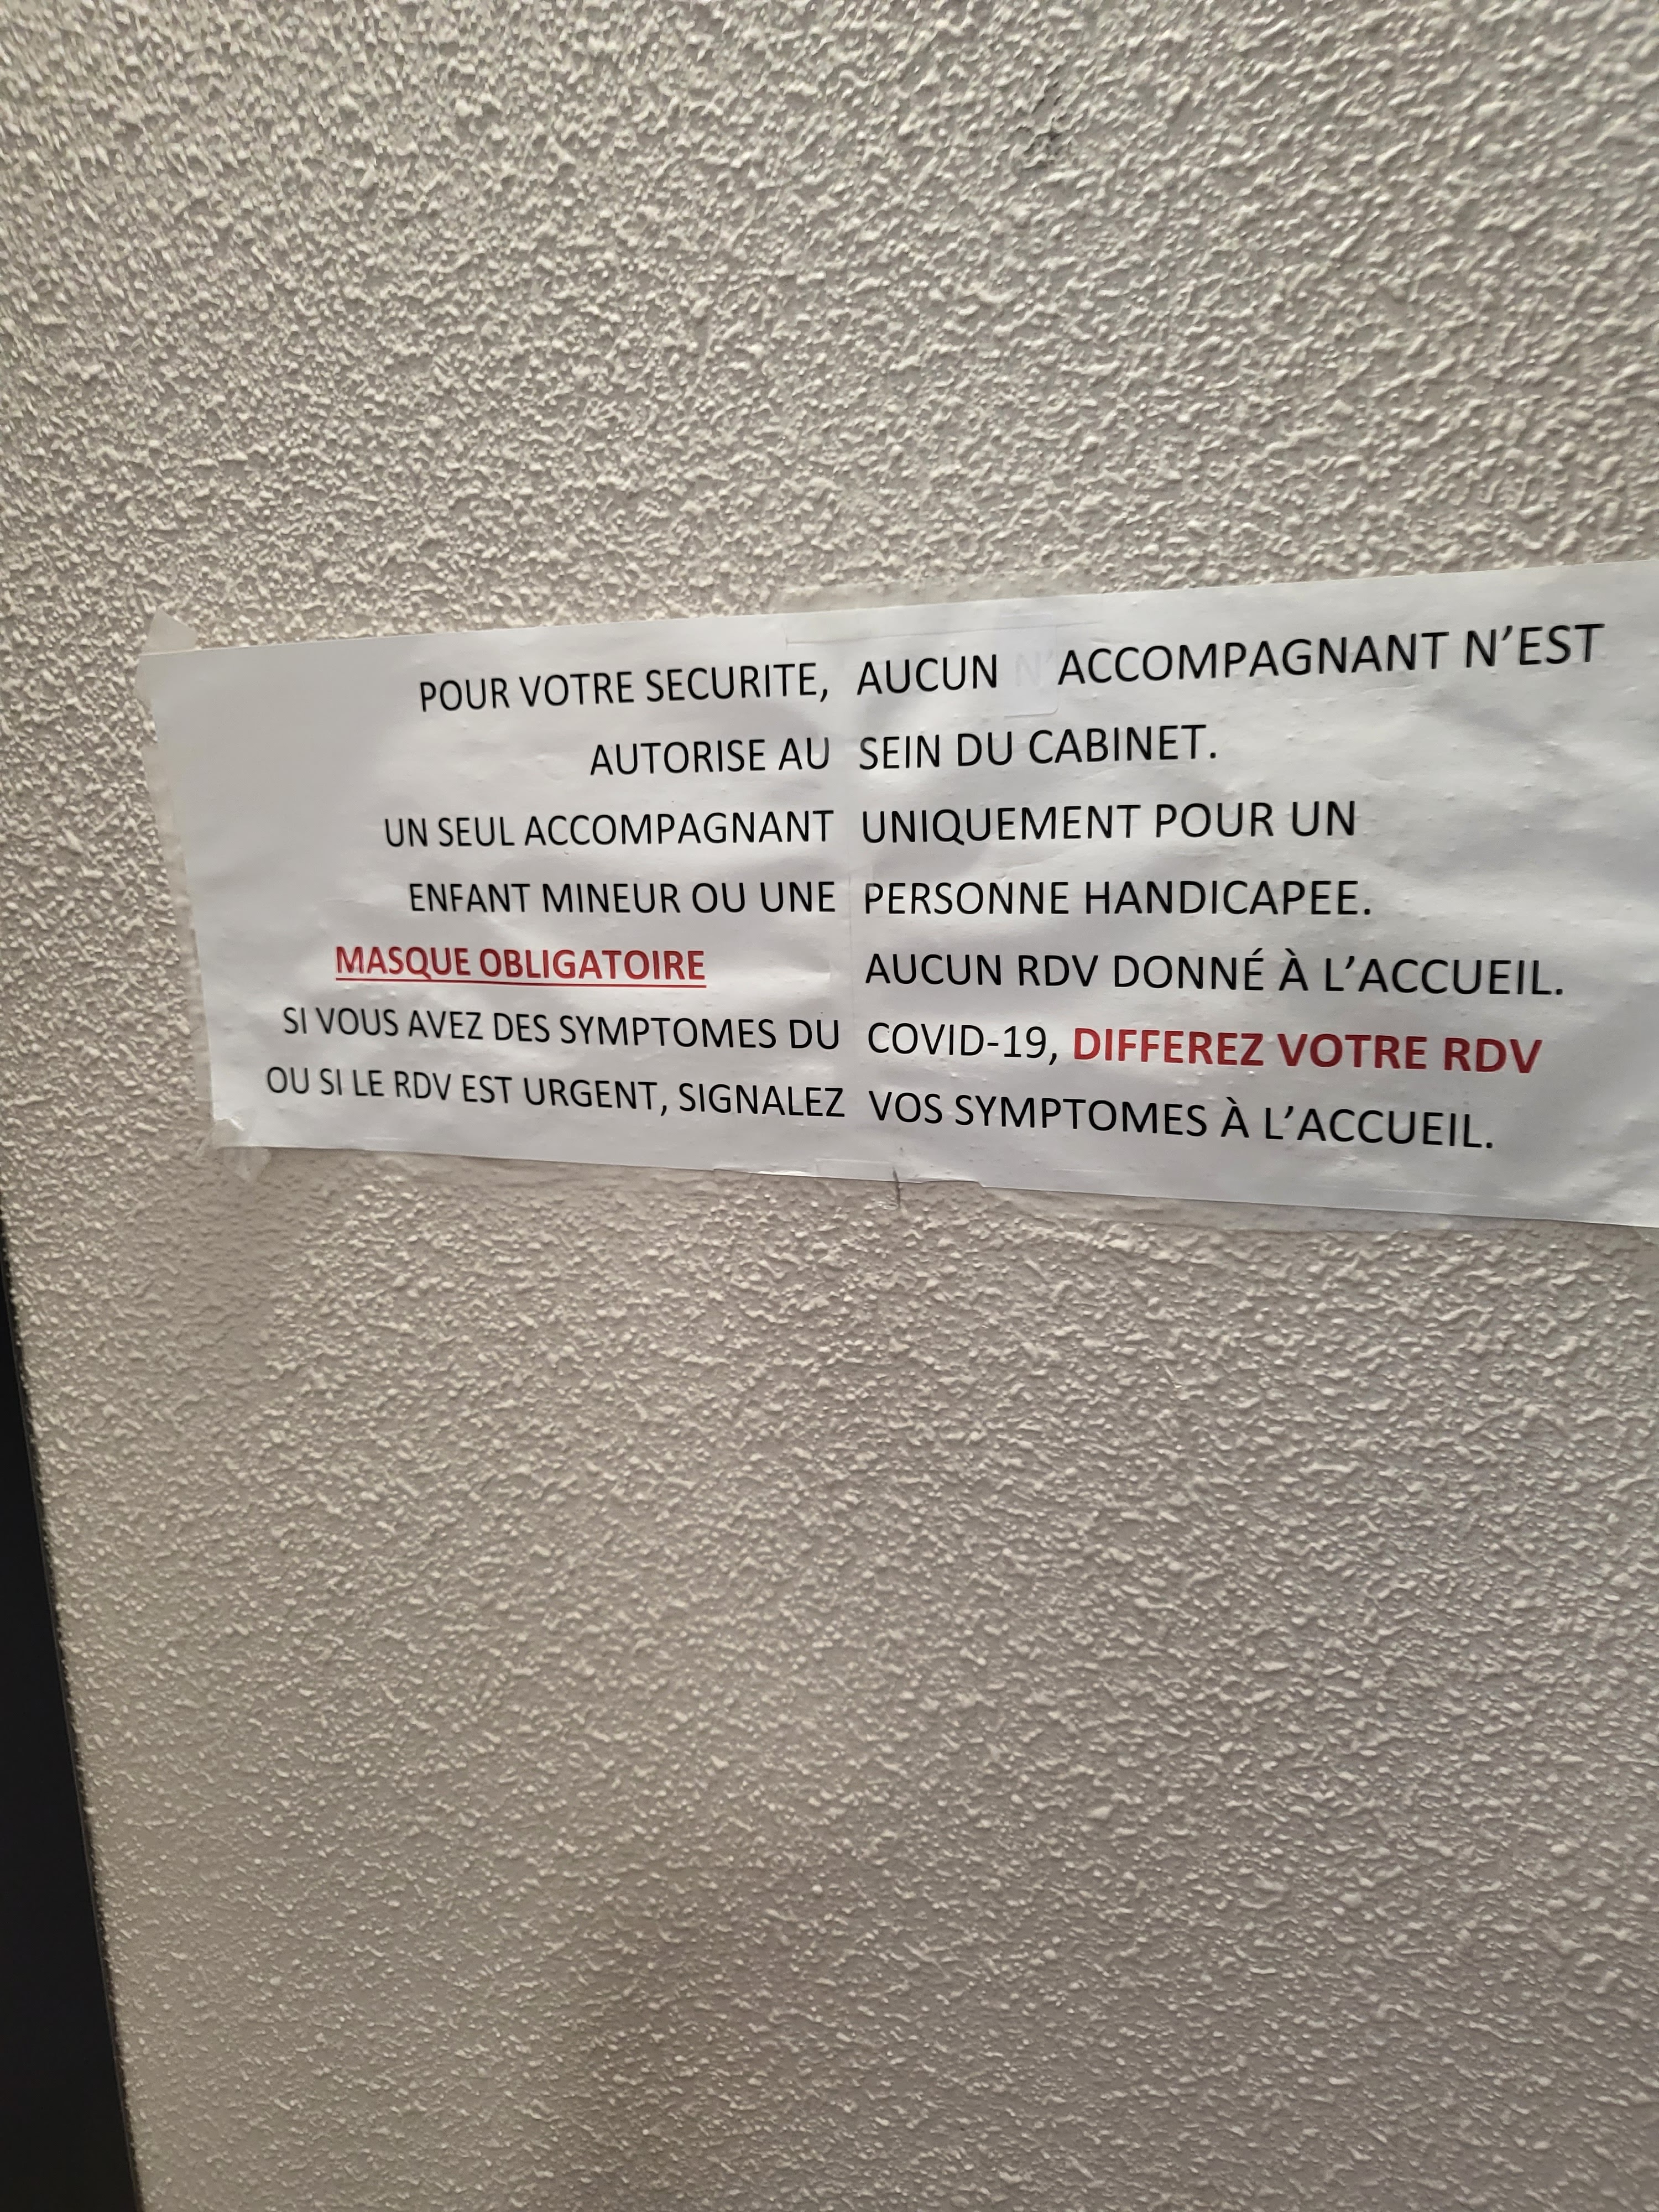 POUR VOTRE SECURITE, AUCUN ACCOMPAGNANT N'EST
AUTORISE AU SEIN DU CABINET.
UN SEUL ACCOMPAGNANT UNIQUEMENT POUR UN
ENFANT MINEUR OU UNE PERSONNE HANDICAPEE.
MASQUE OBLIGATOIRE AUCUN RDV DONNÉ À L'ACCUEIL.
SI VOUS AVEZ DES SYMPTOMES DU COVID-19, DIFFEREZ VOTRE RDV
OU SI LE RDV EST URGENT, SIGNALEZ VOS SYMPTOMES À L'ACCUEIL.